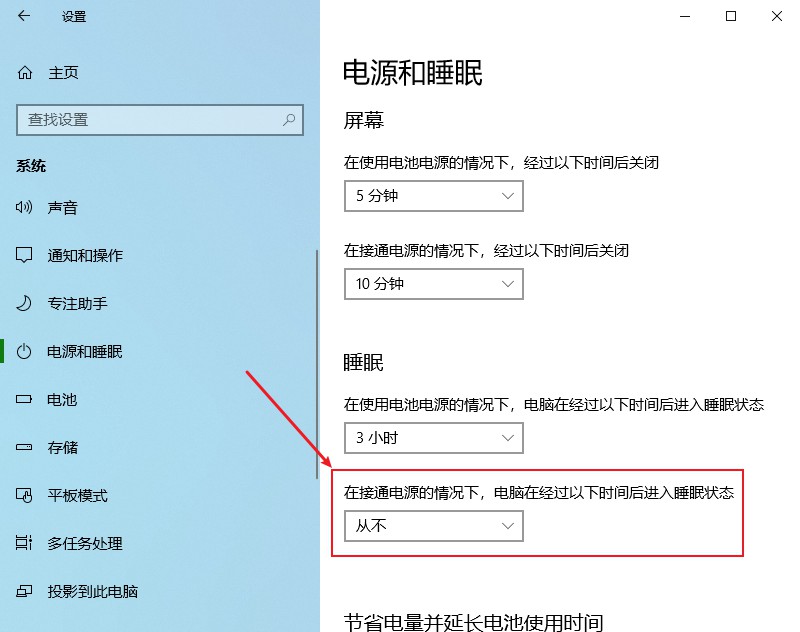 设置
主页
查找设置
系统
声音
通知和操作
专注助手
电源和睡眠
电池
存储
平板模式
多任务处理
投影到此电脑
电源和睡眠
屏幕
在使用电池电源的情况下，经过以下时间后关闭
5 分钟
在接通电源的情况下，经过以下时间后关闭
10 分钟
睡眠
在使用电池电源的情况下，电脑在经过以下时间后进入睡眠状态
3 小时
在接通电源的情况下，电脑在经过以下时间后进入睡眠状态
从不
节省电量并延长电池使用时间